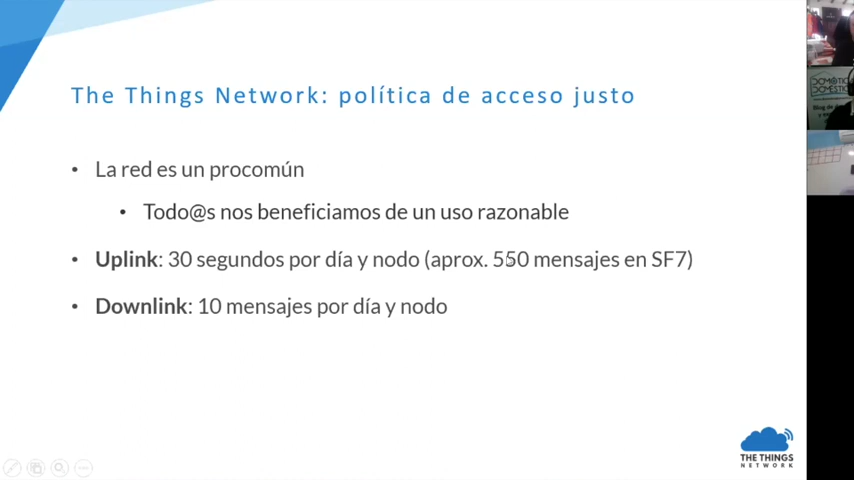 The Things Network: política de acceso justo
• La red es un procomún
• Todo@s nos beneficiamos de un uso razonable
• Uplink: 30 segundos por día y nodo (aprox. 550 mensajes en SF7)
• Downlink: 10 mensajes por día y nodo
THE THINGS
NETWORK